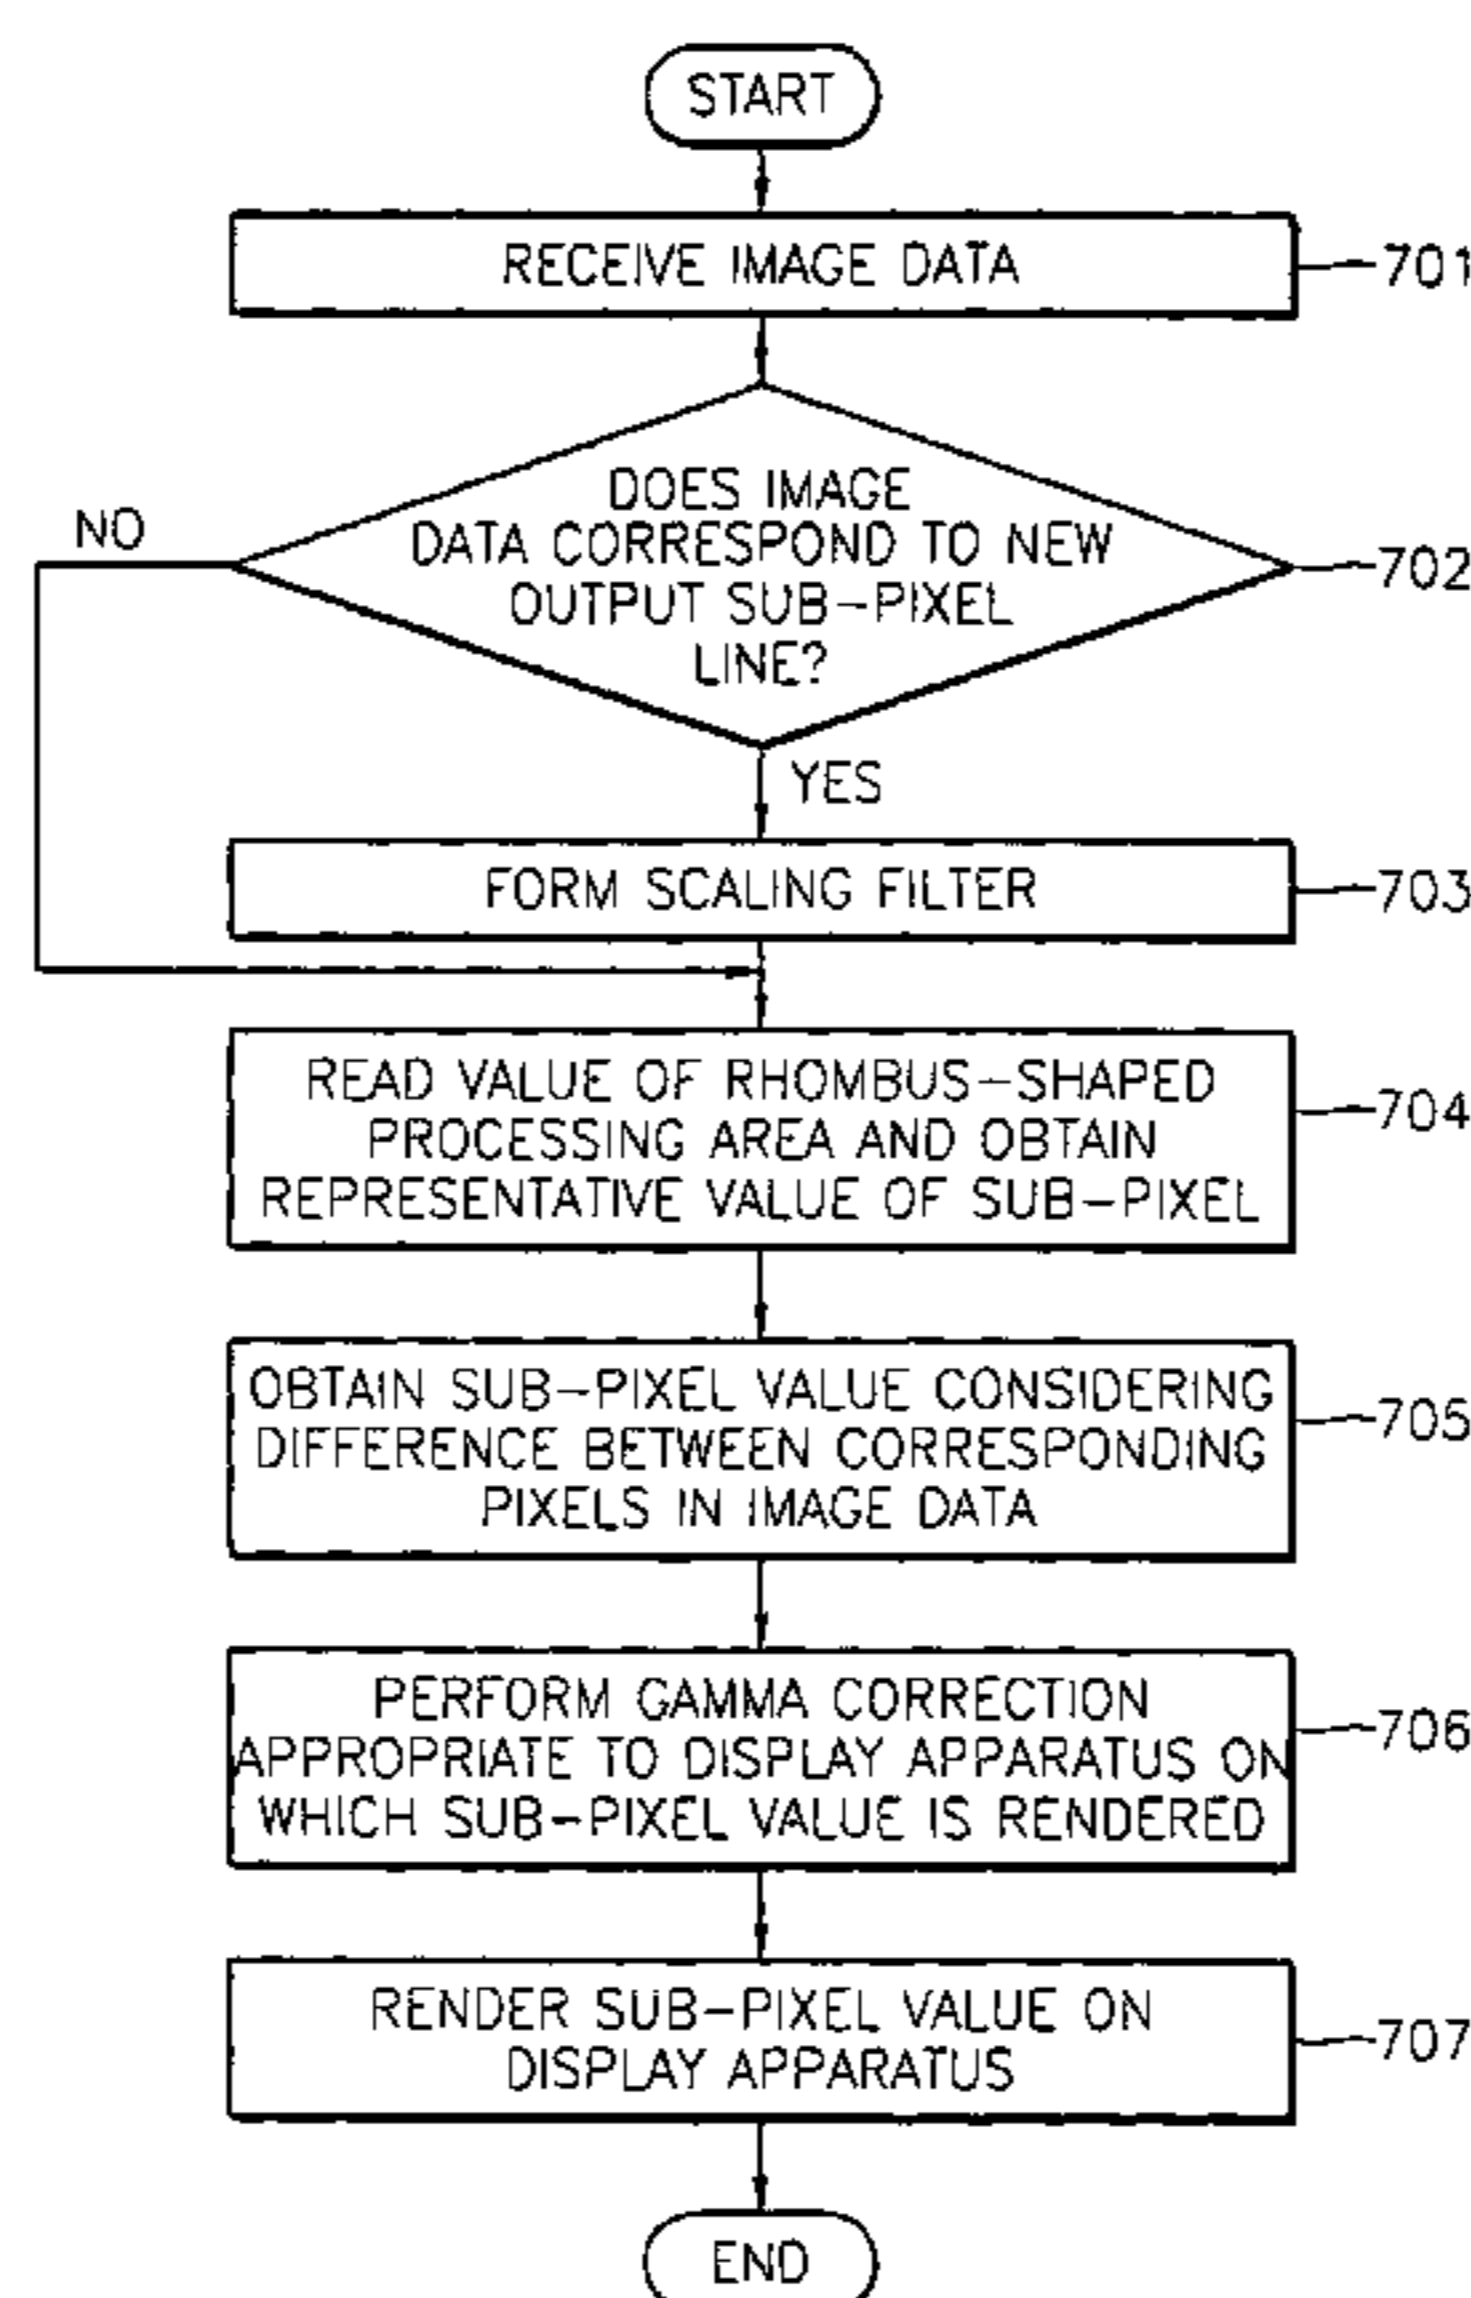 START
RECEIVE IMAGE DATA
701
DOES IMAGE
DATA CORRESPOND TO NEW
OUTPUT SUB-PIXEL
LINE?
702
NO
YES
FORM SCALING FILTER
703
READ VALUE OF RHOMBUS-SHAPED
PROCESSING AREA AND OBTAIN
REPRESENTATIVE VALUE OF SUB-PIXEL
704
OBTAIN SUB-PIXEL VALUE CONSIDERING
DIFFERENCE BETWEEN CORRESPONDING
PIXELS IN IMAGE DATA
705
PERFORM GAMMA CORRECTION
APPROPRIATE TO DISPLAY APPARATUS ON
WHICH SUB-PIXEL VALUE IS RENDERED
706
RENDER SUB-PIXEL VALUE ON
DISPLAY APPARATUS
707
END